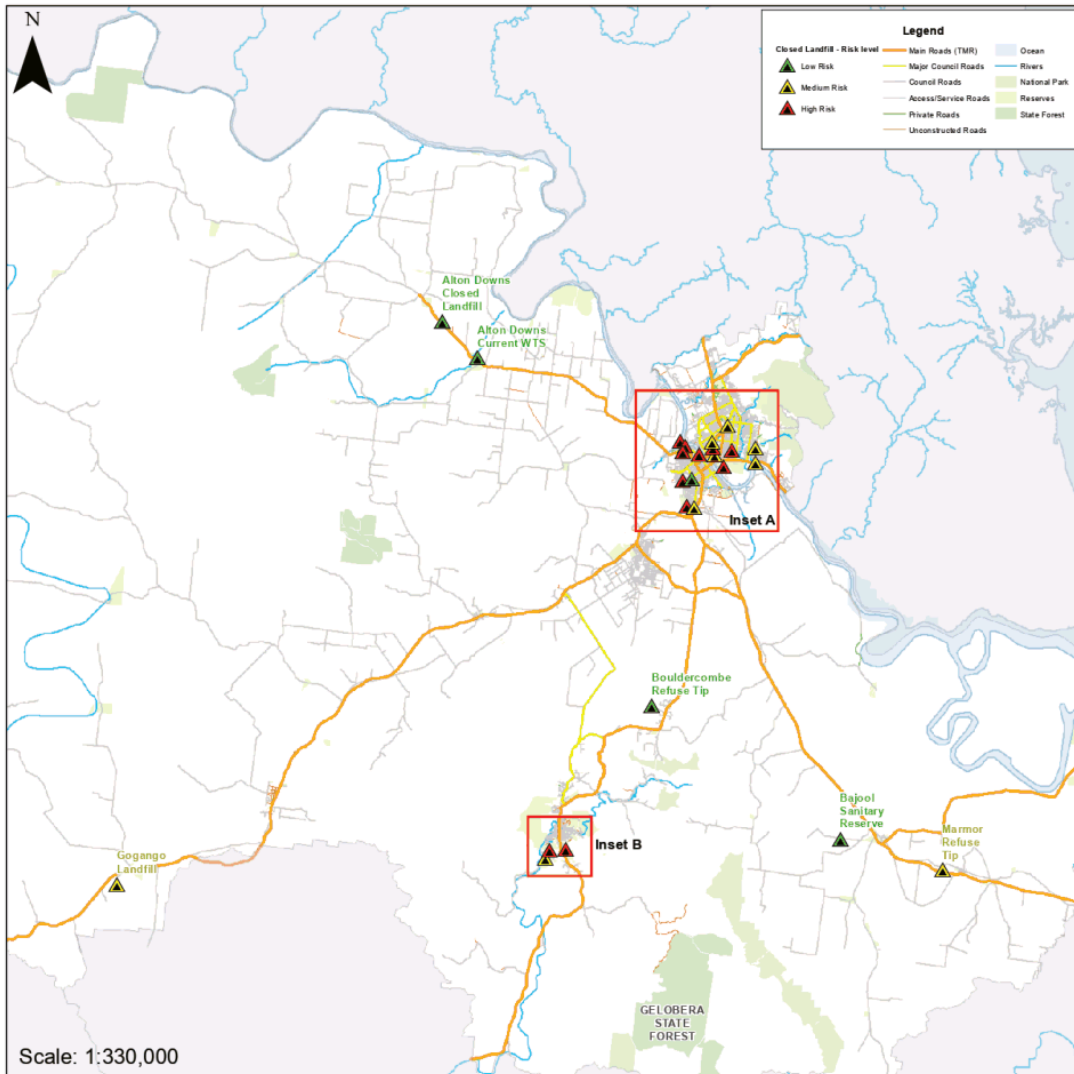 N
Legend
Closed Landfill - Risk level
Low Risk
Medium Risk
High Risk
Main Roads (TMR)
Major Council Roads
Council Roads
Access/Service Roads
Private Roads
Unconstructed Roads
Ocean
Rivers
National Park
Reserves
State Forest
Alton Downs
Closed
Landfill
Alton Downs
Current WTS
Inset A
Bouldercombe
Refuse Tip
Bajool
Sanitary
Reserve
Marmor
Refuse
Tip
Inset B
Gogango
Landfill
GELOBERA
STATE
FOREST
Scale: 1:330,000